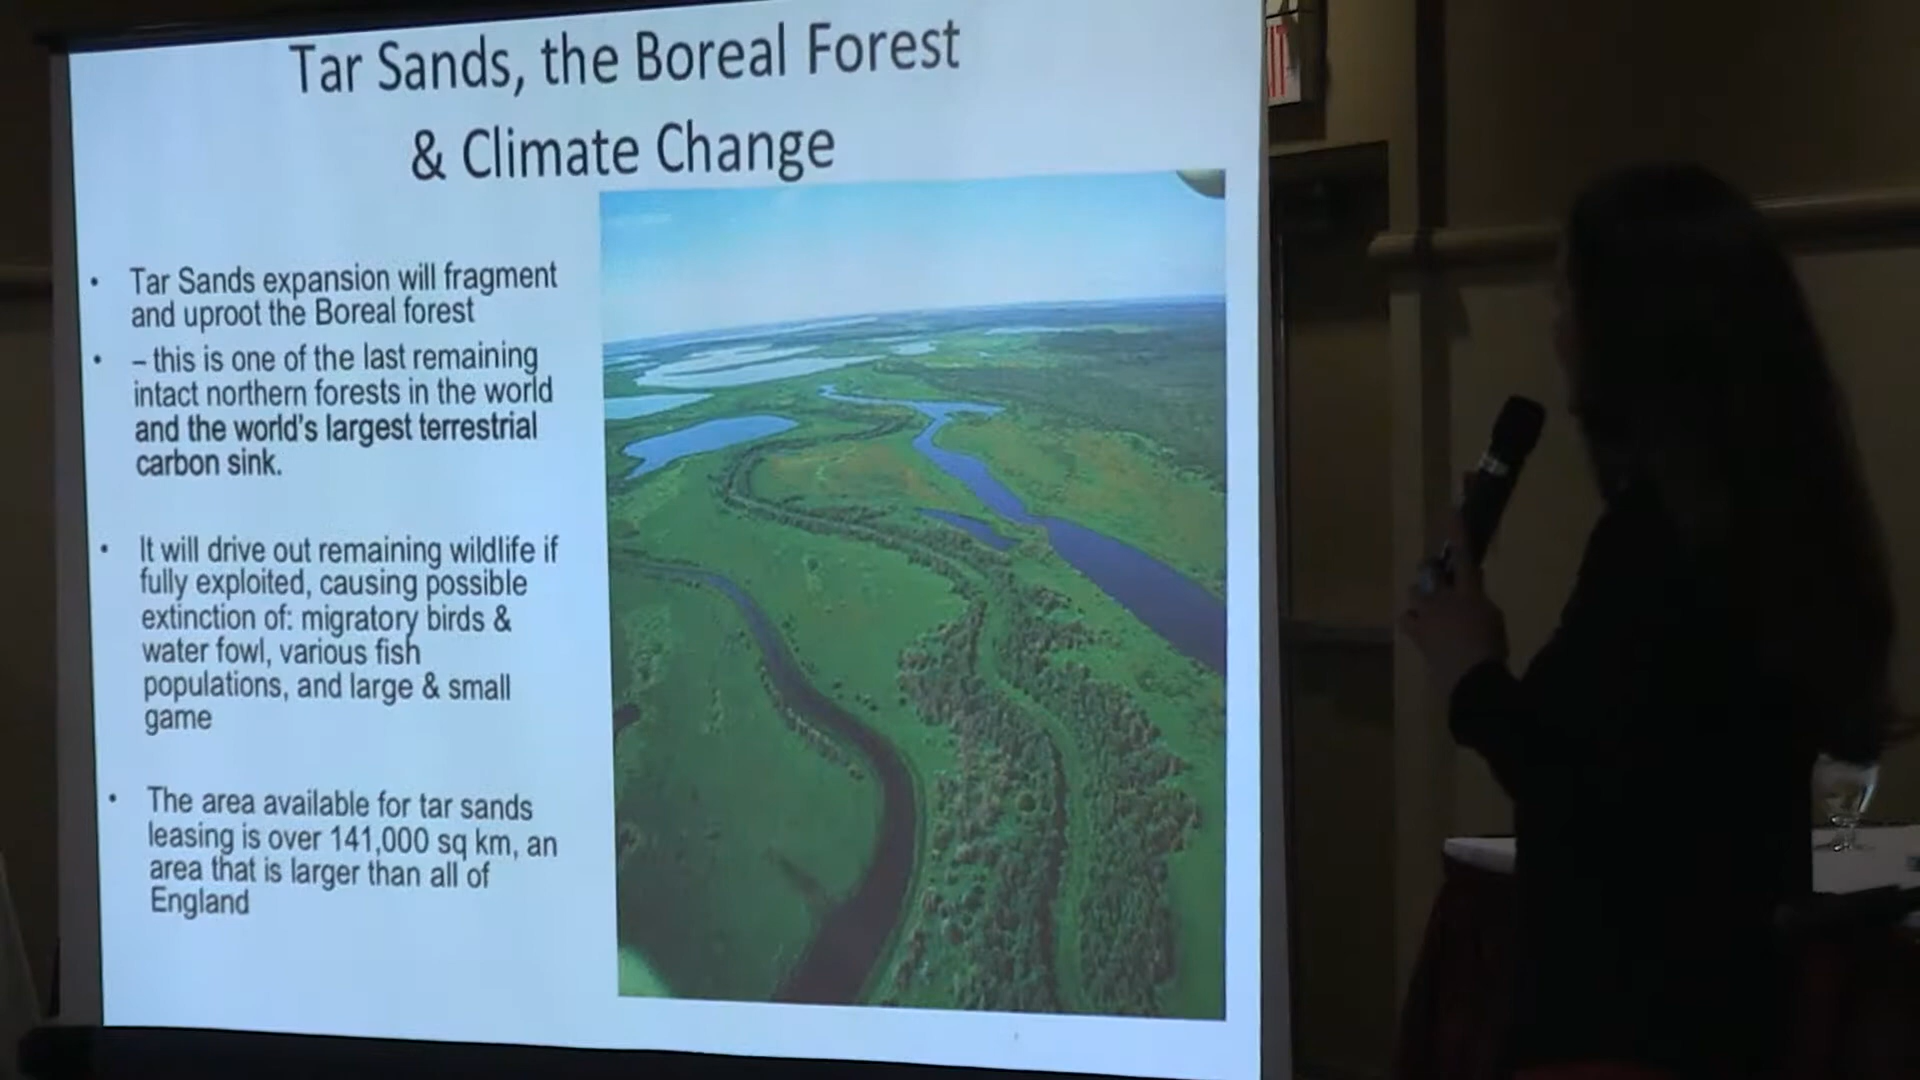 Tar Sands, the Boreal Forest
& Climate Change
• Tar Sands expansion will fragment
and uproot the Boreal forest
• – this is one of the last remaining
intact northern forests in the world
and the world's largest terrestrial
carbon sink.
• It will drive out remaining wildlife if
fully exploited, causing possible
extinction of: migratory birds &
water fowl, various fish
populations, and large & small
game
• The area available for tar sands
leasing is over 141,000 sq km, an
area that is larger than all of
England
IT